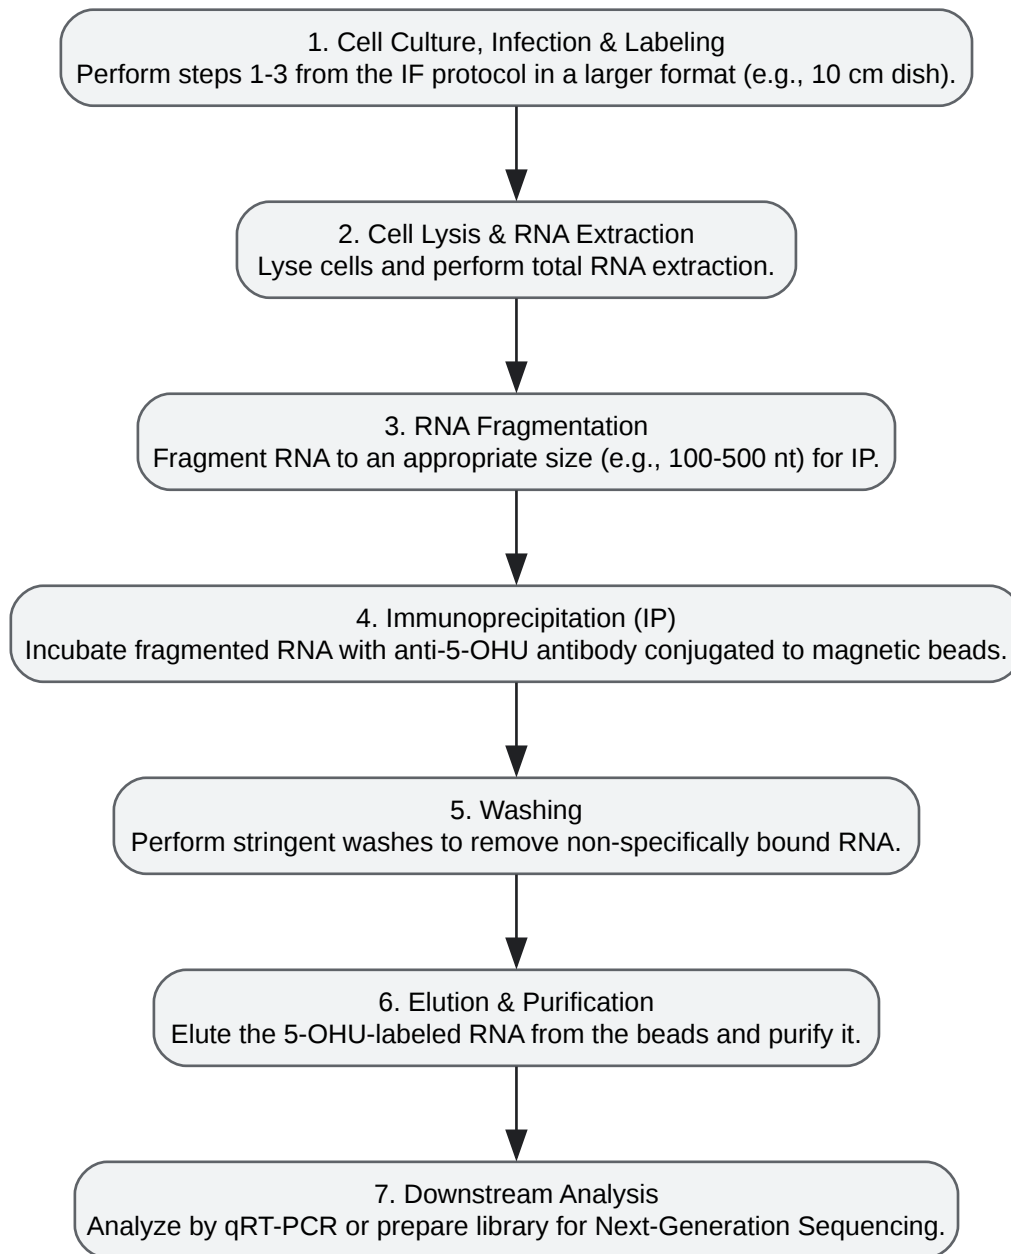 1. Cell Culture, Infection & Labeling
Perform steps 1-3 from the IF protocol in a larger format (e.g., 10 cm dish).
2. Cell Lysis & RNA Extraction
Lyse cells and perform total RNA extraction.
3. RNA Fragmentation
Fragment RNA to an appropriate size (e.g., 100-500 nt) for IP.
4. Immunoprecipitation (IP)
Incubate fragmented RNA with anti-5-OHU antibody conjugated to magnetic beads.
5. Washing
Perform stringent washes to remove non-specifically bound RNA.
6. Elution & Purification
Elute the 5-OHU-labeled RNA from the beads and purify it.
7. Downstream Analysis
Analyze by qRT-PCR or prepare library for Next-Generation Sequencing.